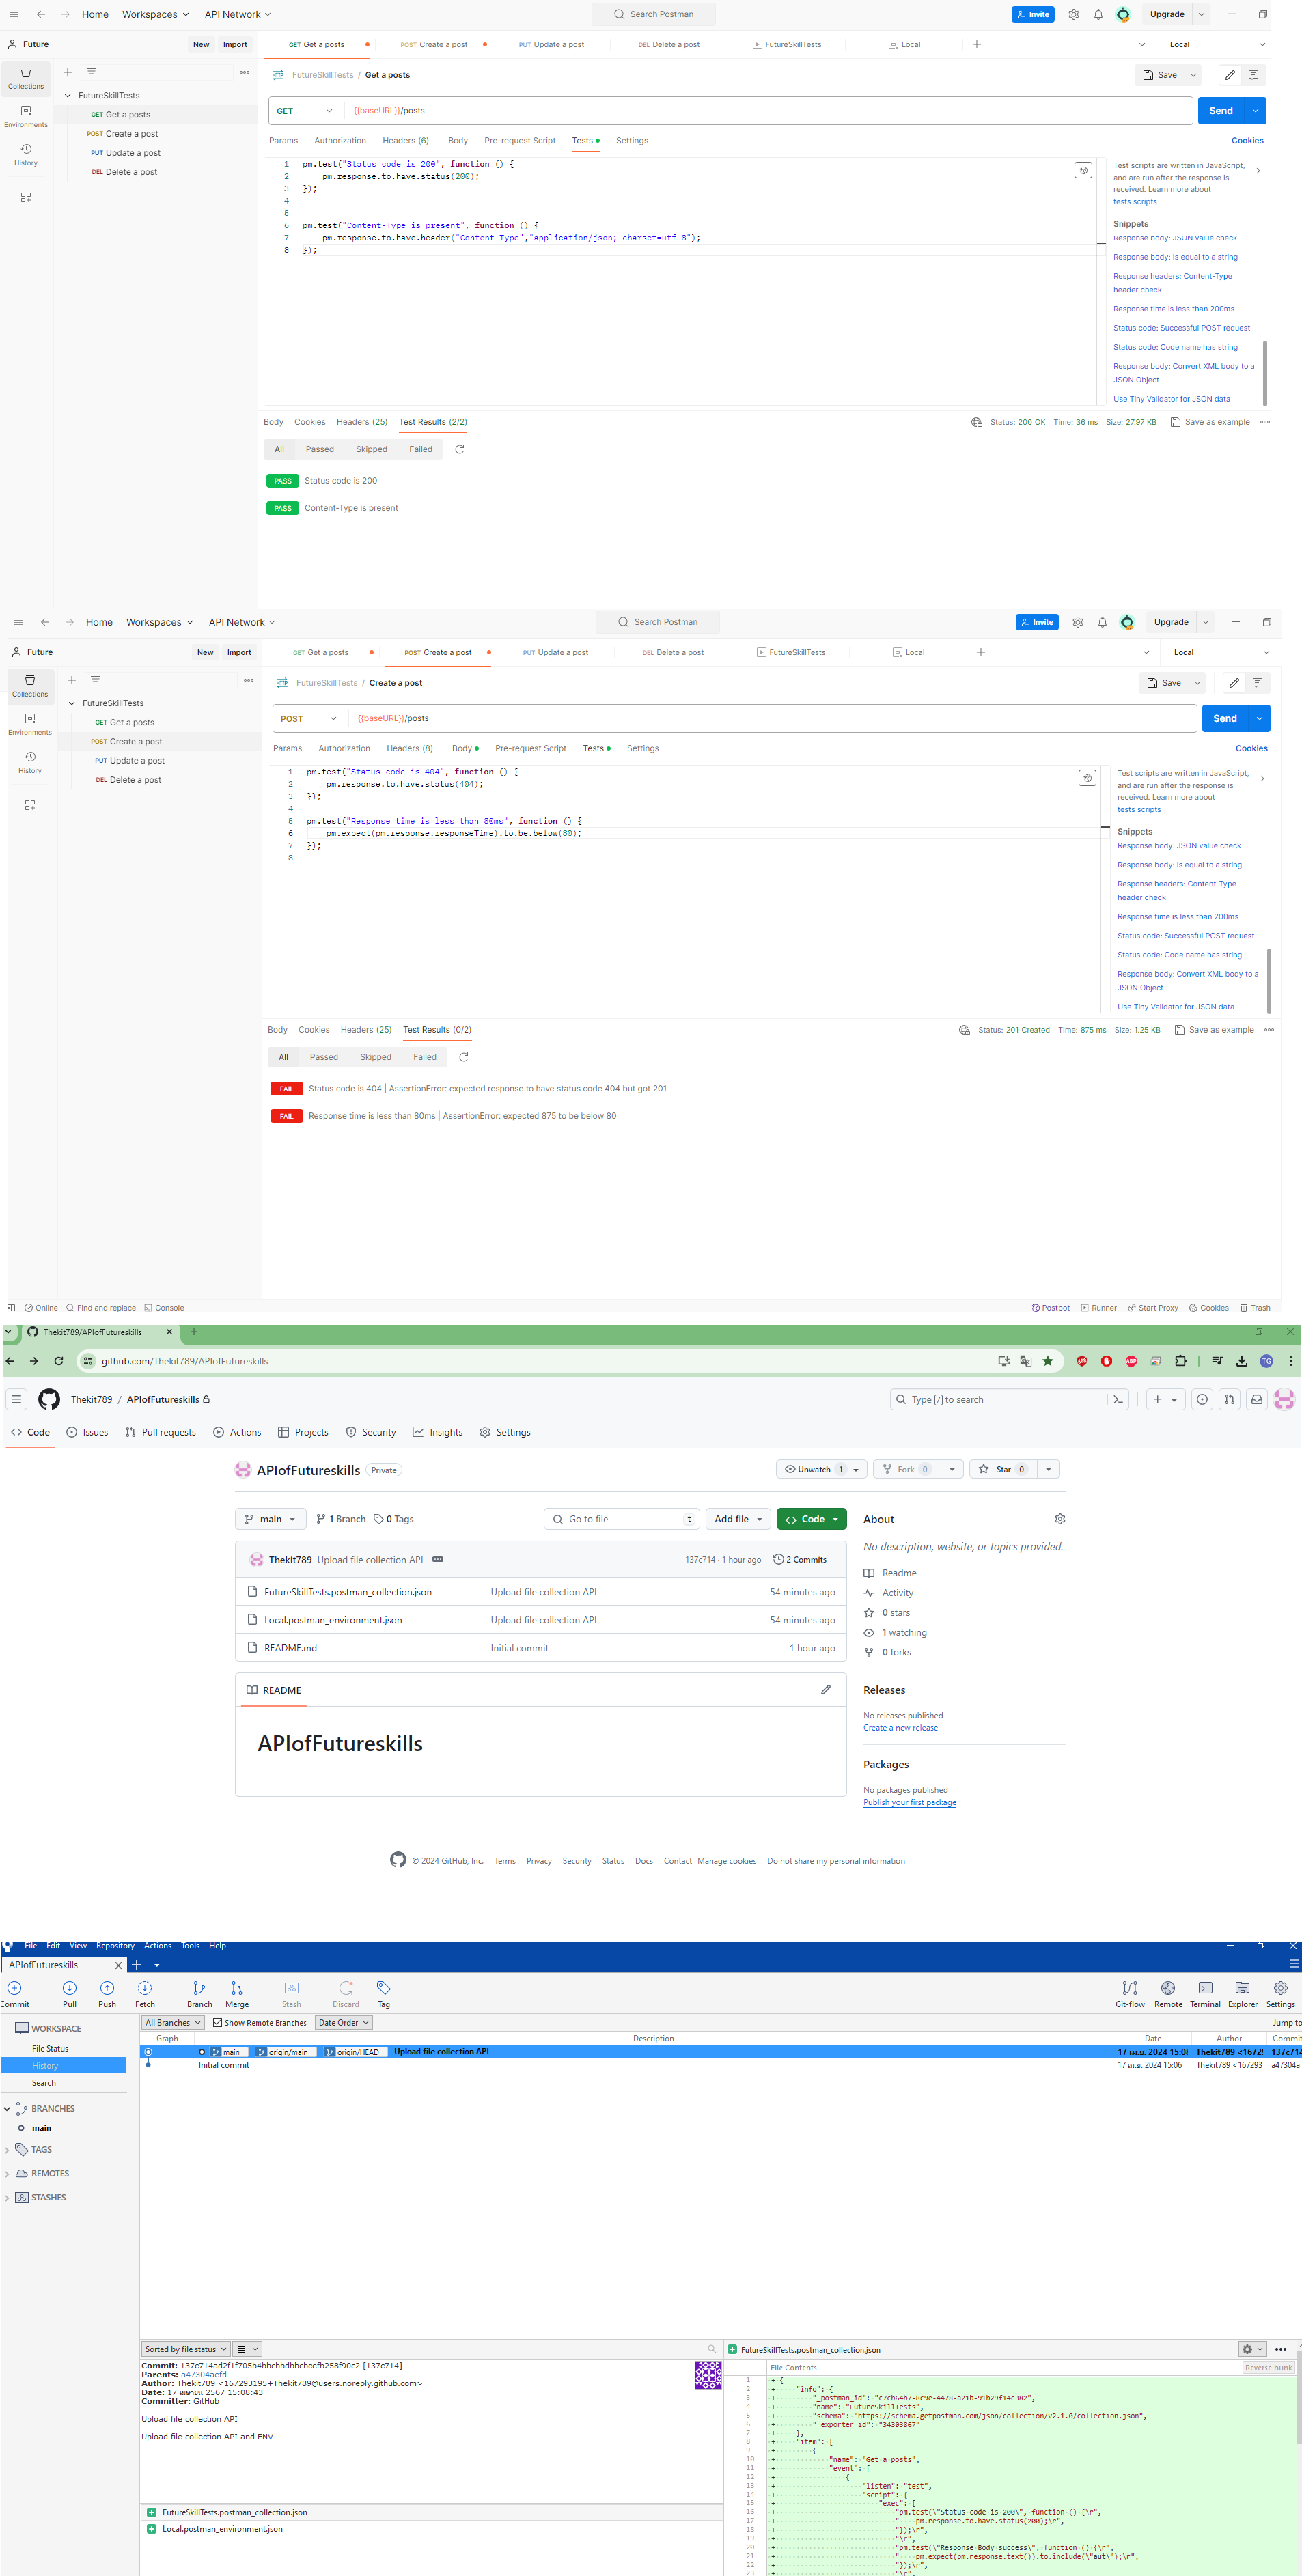 Home Workspaces API Network Search Postman Invite Upgrade
Future New Import GET Get a posts POST Create a post PUT Update a post DEL Delete a post FutureSkillTests Local Local
Collections
Environments
History
FutureSkillTests
GET Get a posts
POST Create a post
PUT Update a post
DEL Delete a post
HTTP FutureSkillTests / Get a posts Save
GET {{baseURL}}/posts Send
Params Authorization Headers (6) Body Pre-request Script Tests Settings Cookies
1 pm.test("Status code is 200", function () {
2 pm.response.to.have.status(200);
3 });
4
5
6 pm.test("Content-Type is present", function () {
7 pm.response.to.have.header("Content-Type","application/json; charset=utf-8");
8 });
Test scripts are written in JavaScript,
and are run after the response is
received. Learn more about
tests scripts
Snippets
Response body: JSON value check
Response body: Is equal to a string
Response headers: Content-Type
header check
Response time is less than 200ms
Status code: Successful POST request
Status code: Code name has string
Response body: Convert XML body to a
JSON Object
Use Tiny Validator for JSON data
Body Cookies Headers (25) Test Results (2/2) Status: 200 OK Time: 36 ms Size: 27.97 KB Save as example
All Passed Skipped Failed
PASS Status code is 200
PASS Content-Type is present
Home Workspaces API Network Search Postman Invite Upgrade
Future New Import GET Get a posts POST Create a post PUT Update a post DEL Delete a post FutureSkillTests Local Local
Collections
Environments
History
FutureSkillTests
GET Get a posts
POST Create a post
PUT Update a post
DEL Delete a post
HTTP FutureSkillTests / Create a post Save
POST {{baseURL}}/posts Send
Params Authorization Headers (8) Body Pre-request Script Tests Settings Cookies
1 pm.test("Status code is 404", function () {
2 pm.response.to.have.status(404);
3 });
4
5 pm.test("Response time is less than 80ms", function () {
6 pm.expect(pm.response.responseTime).to.be.below(80);
7 });
8
Test scripts are written in JavaScript,
and are run after the response is
received. Learn more about
tests scripts
Snippets
Response body: JSON value check
Response body: Is equal to a string
Response headers: Content-Type
header check
Response time is less than 200ms
Status code: Successful POST request
Status code: Code name has string
Response body: Convert XML body to a
JSON Object
Use Tiny Validator for JSON data
Body Cookies Headers (25) Test Results (0/2) Status: 201 Created Time: 875 ms Size: 1.25 KB Save as example
All Passed Skipped Failed
FAIL Status code is 404 | AssertionError: expected response to have status code 404 but got 201
FAIL Response time is less than 80ms | AssertionError: expected 875 to be below 80
Online Find and replace Console Postbot Runner Start Proxy Cookies Trash
Thekit789/APIofFutureskills
github.com/Thekit789/APIofFutureskills ABP TG
Thekit789 / APIofFutureskills Type / to search
Code Issues Pull requests Actions Projects Security Insights Settings
APIofFutureskills Private Unwatch 1 Fork 0 Star 0
main 1 Branch 0 Tags Go to file t Add file Code
Thekit789 Upload file collection API 137c714 · 1 hour ago 2 Commits
FutureSkillTests.postman_collection.json Upload file collection API 54 minutes ago
Local.postman_environment.json Upload file collection API 54 minutes ago
README.md Initial commit 1 hour ago
README
APIofFutureskills
About
No description, website, or topics provided.
Readme
Activity
0 stars
1 watching
0 forks
Releases
No releases published
Create a new release
Packages
No packages published
Publish your first package
© 2024 GitHub, Inc. Terms Privacy Security Status Docs Contact Manage cookies Do not share my personal information
File Edit View Repository Actions Tools Help
APIofFutureskills
Commit Pull Push Fetch Branch Merge Stash Discard Tag Git-flow Remote Terminal Explorer Settings
WORKSPACE
File Status
History
Search
BRANCHES
main
TAGS
REMOTES
STASHES
All Branches Show Remote Branches Date Order Jump to
Graph Description Date Author Commit
main origin/main origin/HEAD Upload file collection API 17 เม.ย. 2024 15:08 Thekit789 <16729 137c714
Initial commit 17 เม.ย. 2024 15:06 Thekit789 <167293 a47304a
Sorted by file status
Commit: 137c714ad2f1f705b4bbcbbdbbcbcefb258f90c2 [137c714]
Parents: a47304aefd
Author: Thekit789 <167293195+Thekit789@users.noreply.github.com>
Date: 17 เมษายน 2567 15:08:43
Committer: GitHub
Upload file collection API
Upload file collection API and ENV
FutureSkillTests.postman_collection.json
Local.postman_environment.json
FutureSkillTests.postman_collection.json
File Contents Reverse hunk
1 + {
2 + "info": {
3 + "_postman_id": "c7cb64b7-8c9e-4478-a21b-91b29f14c382",
4 + "name": "FutureSkillTests",
5 + "schema": "https://schema.getpostman.com/json/collection/v2.1.0/collection.json",
6 + "_exporter_id": "34303867"
7 + },
8 + "item": [
9 + {
10 + "name": "Get a posts",
11 + "event": [
12 + {
13 + "listen": "test",
14 + "script": {
15 + "exec": [
16 + "pm.test(\"Status code is 200\", function () {\r",
17 + " pm.response.to.have.status(200);\r",
18 + "});\r",
19 + "\r",
20 + "pm.test(\"Response Body success\", function () {\r",
21 + " pm.expect(pm.response.text()).to.include(\"aut\");\r",
22 + "});\r",
23 + "\r",